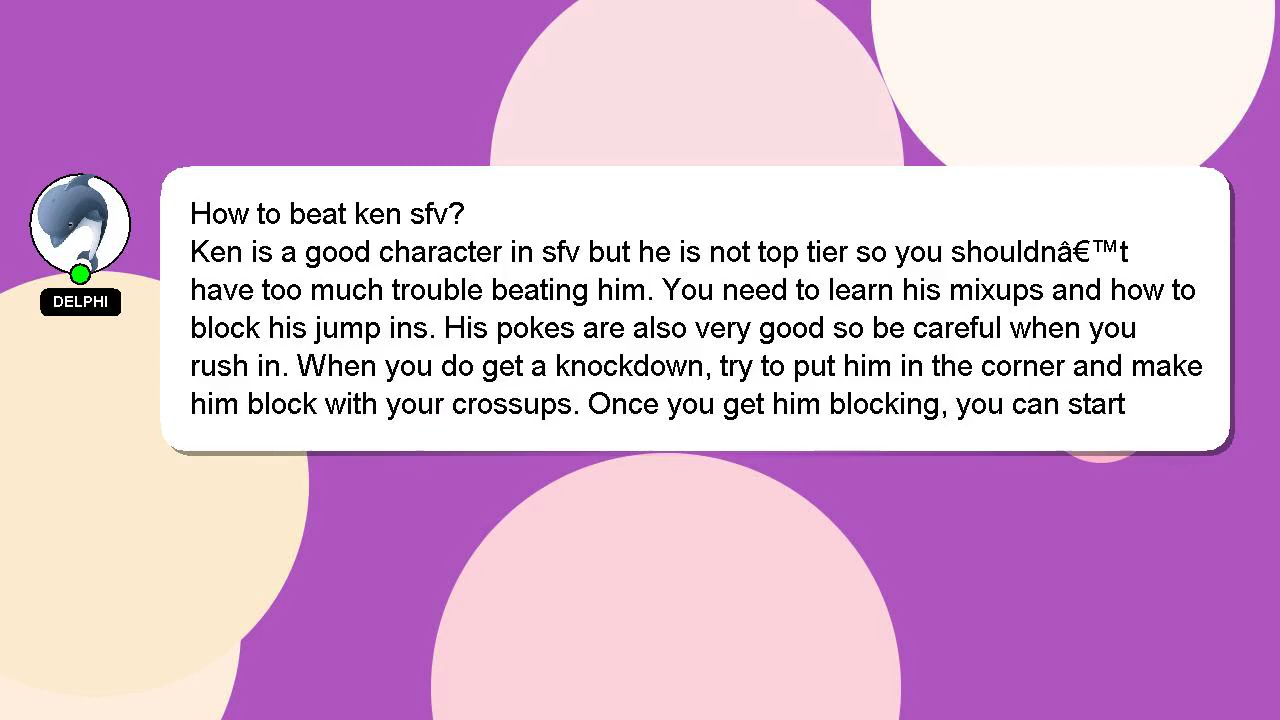 How to beat ken sfv?
Ken is a good character in sfv but he is not top tier so you shouldnâ€™t
have too much trouble beating him. You need to learn his mixups and how to
block his jump ins. His pokes are also very good so be careful when you
rush in. When you do get a knockdown, try to put him in the corner and make
him block with your crossups. Once you get him blocking, you can start
DELPHI